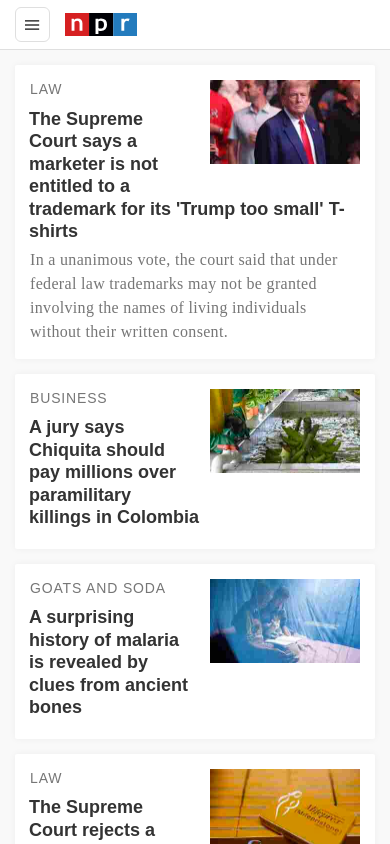 npr
LAW
The Supreme
Court says a
marketer is not
entitled to a
trademark for its 'Trump too small' T-
shirts
In a unanimous vote, the court said that under
federal law trademarks may not be granted
involving the names of living individuals
without their written consent.
BUSINESS
A jury says
Chiquita should
pay millions over
paramilitary
killings in Colombia
GOATS AND SODA
A surprising
history of malaria
is revealed by
clues from ancient
bones
LAW
The Supreme
Court rejects a